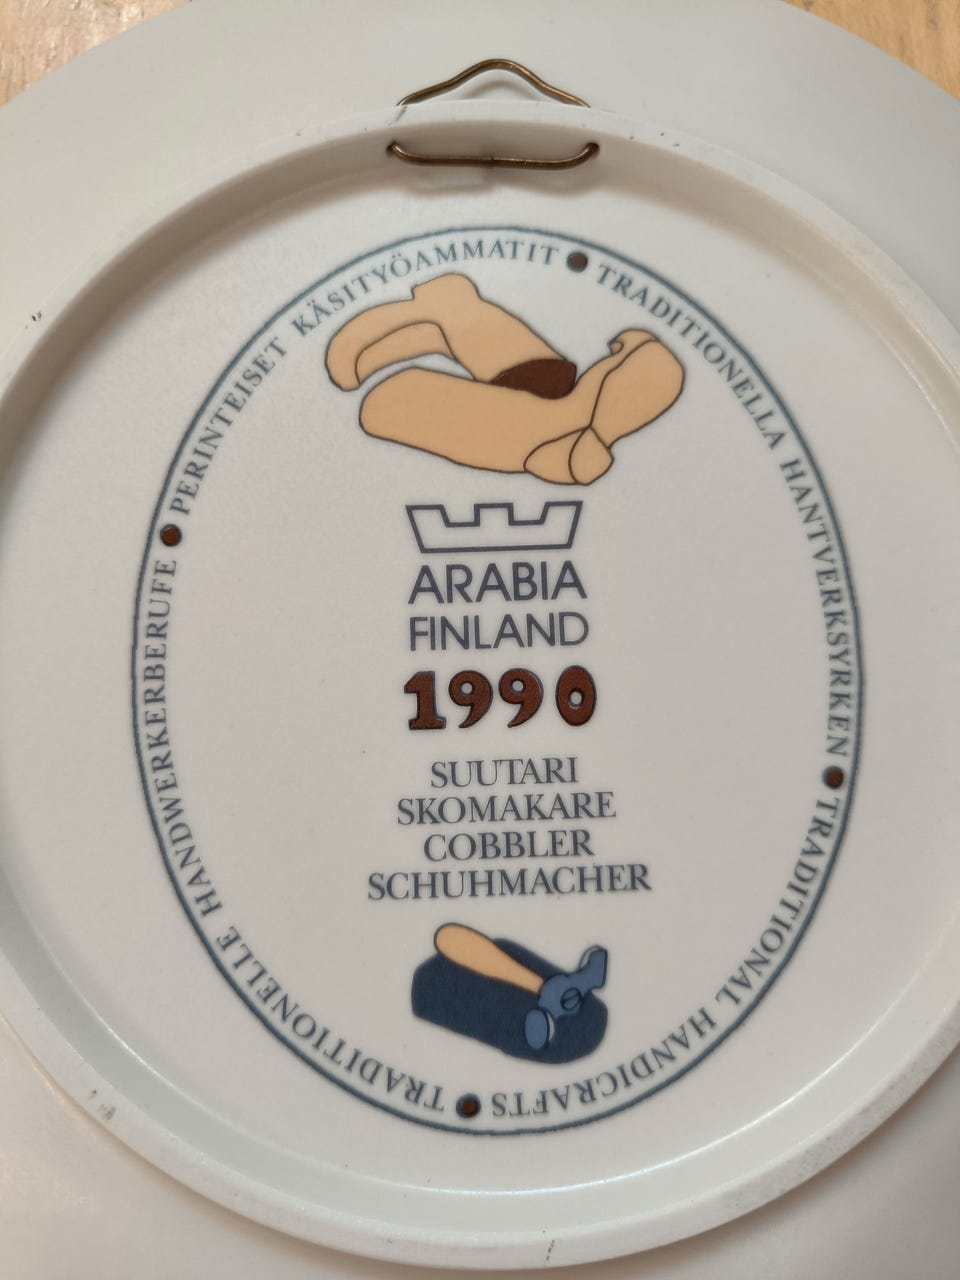 PERINTEISET KÄSITYÖAMMATIT
TRADITIONELLA HANTVERKSYRKEN
TRADITIONAL HANDICRAFTS
TRADITIONELLE HANDWERKERBERUFE
ARABIA
FINLAND
1990
SUUTARI
SKOMAKARE
COBBLER
SCHUHMACHER